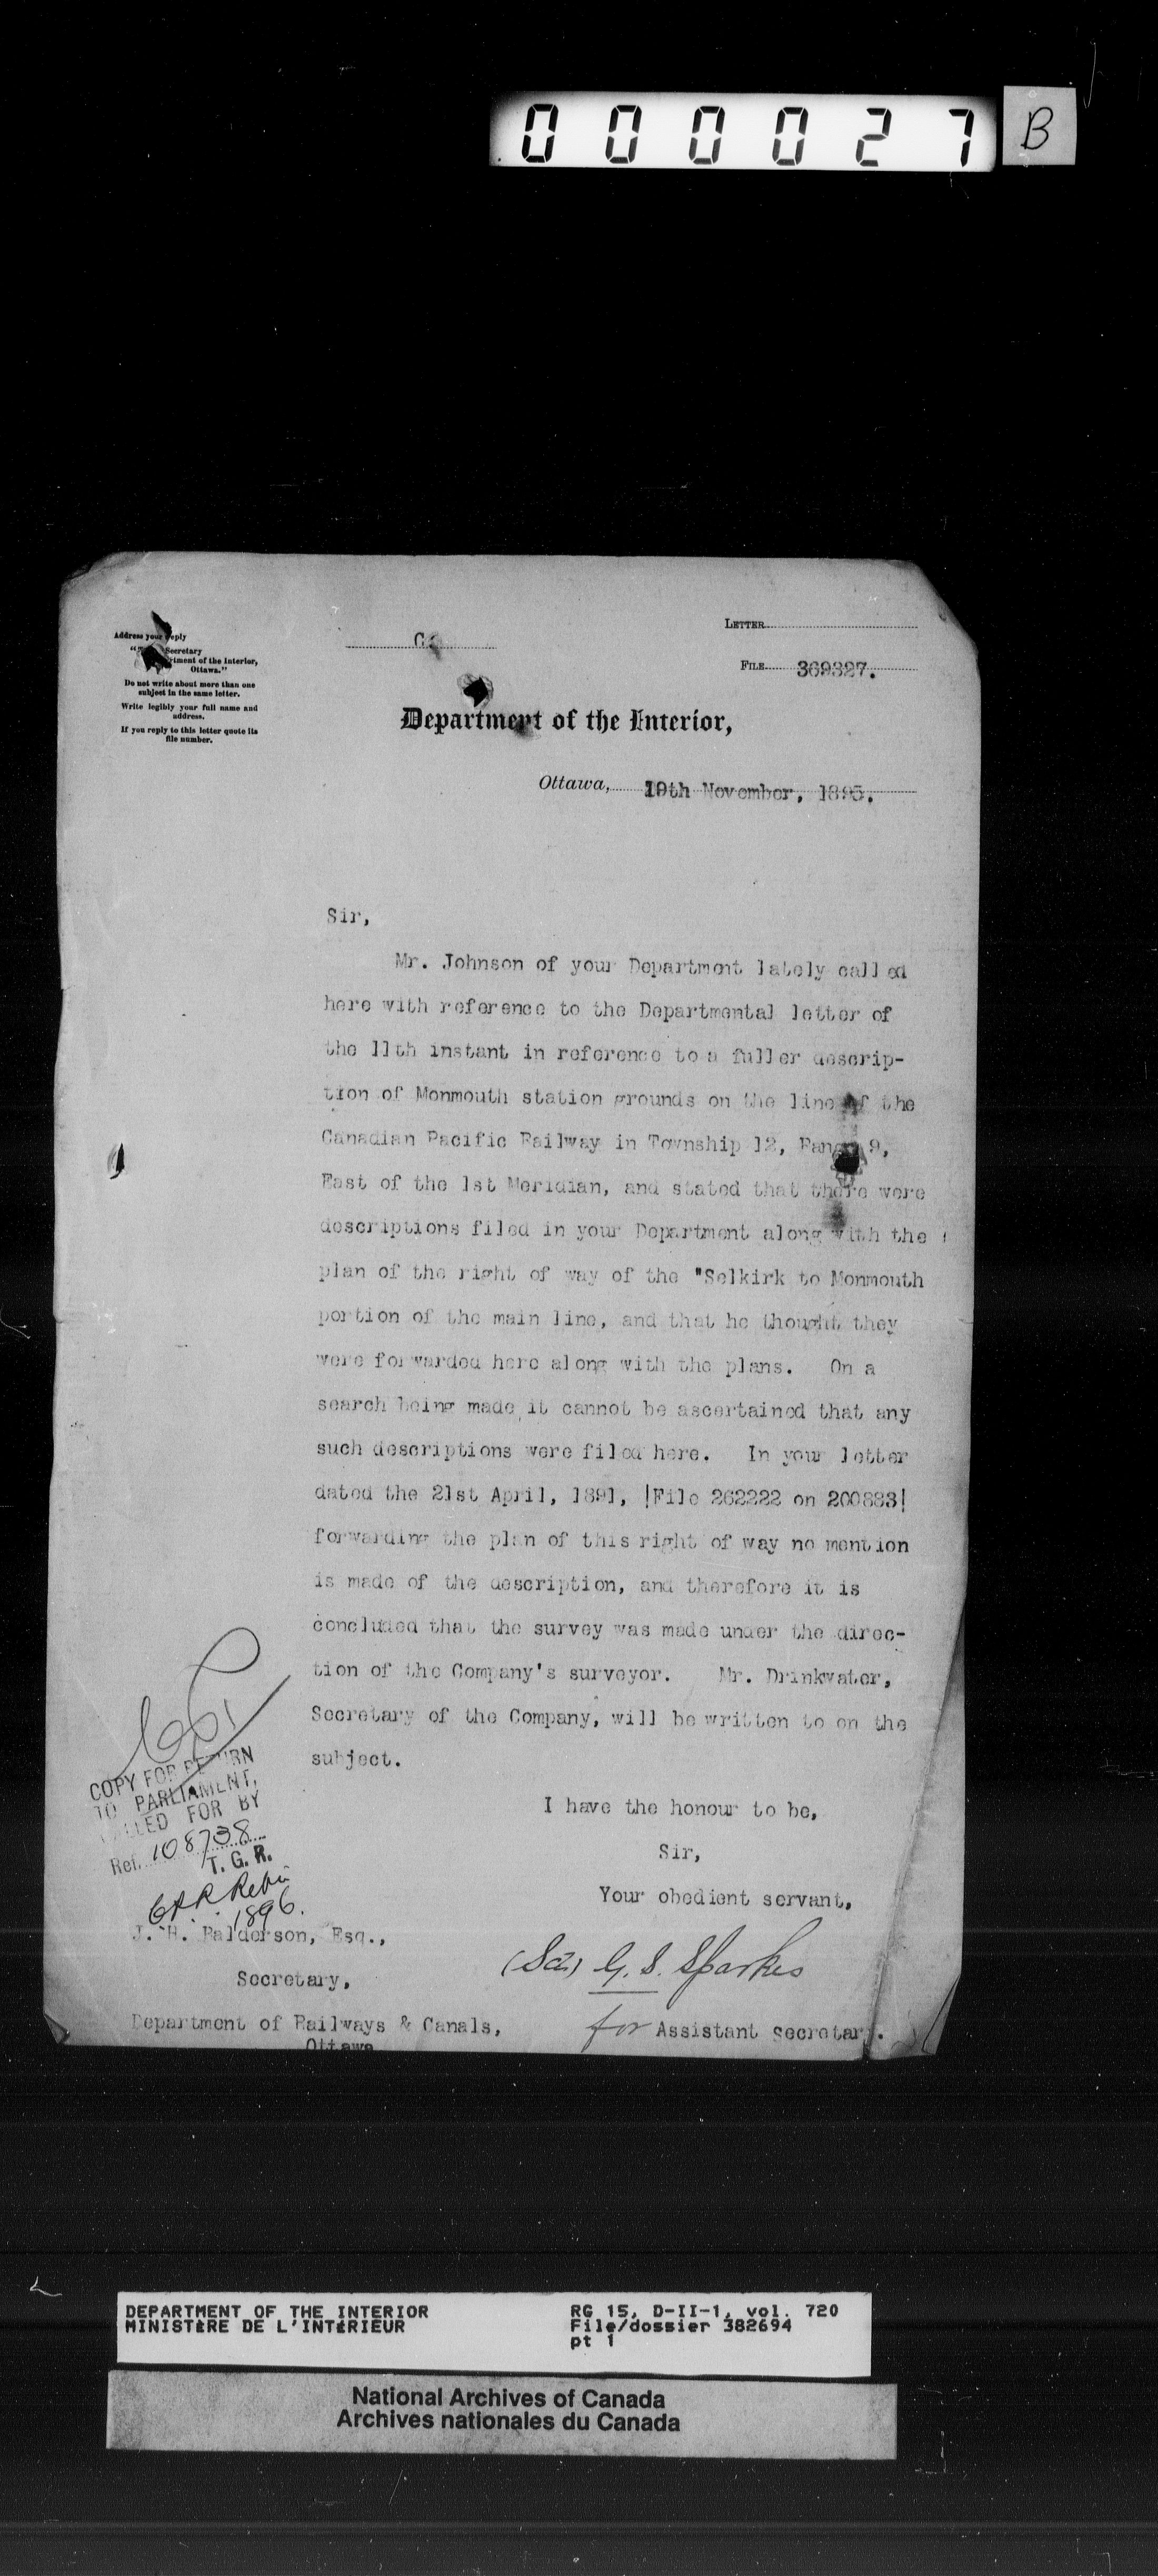 000027
B
Address your reply
Secretary
Department of the Interior,
Ottawa."
Do not write about more than one
subject in the same letter.
Write legibly your full name and
address.
If you reply to this letter quote its
file number.
C.
LETTER
FILE 369327.
Department of the Interior,
Ottawa, 19th November, 1895.
Sir,
Mr. Johnson of your Department lately called
here with reference to the Departmental letter of
the 11th instant in reference to a fuller descrip-
tion of Monmouth station grounds on the line of the
Canadian Pacific Railway in Township 12, Range 9,
East of the 1st Meridian, and stated that there were
descriptions filed in your Department along with the
plan of the right of way of the "Selkirk to Monmouth
portion of the main line, and that he thought they
were forwarded here along with the plans. On a
search being made it cannot be ascertained that any
such descriptions were filed here. In your letter
dated the 21st April, 1891, |File 262222 on 200883|
forwarding the plan of this right of way no mention
is made of the description, and therefore it is
concluded that the survey was made under the direc-
tion of the Company's surveyor. Mr. Drinkwater,
Secretary of the Company, will be written to on the
subject.
I have the honour to be,
Sir,
Your obedient servant,
(Sd) G. S. Sparkes
for Assistant Secretary.
COPY FOR RETURN
TO PARLIAMENT,
CALLED FOR BY
Ref. 108738
T. G. R.
1896.
J. H. Balderson, Esq.,
Secretary,
Department of Railways & Canals,
Ottawa
DEPARTMENT OF THE INTERIOR
MINISTÈRE DE L'INTÉRIEUR
RG 15, D-II-1, vol. 720
File/dossier 382694
pt 1
National Archives of Canada
Archives nationales du Canada